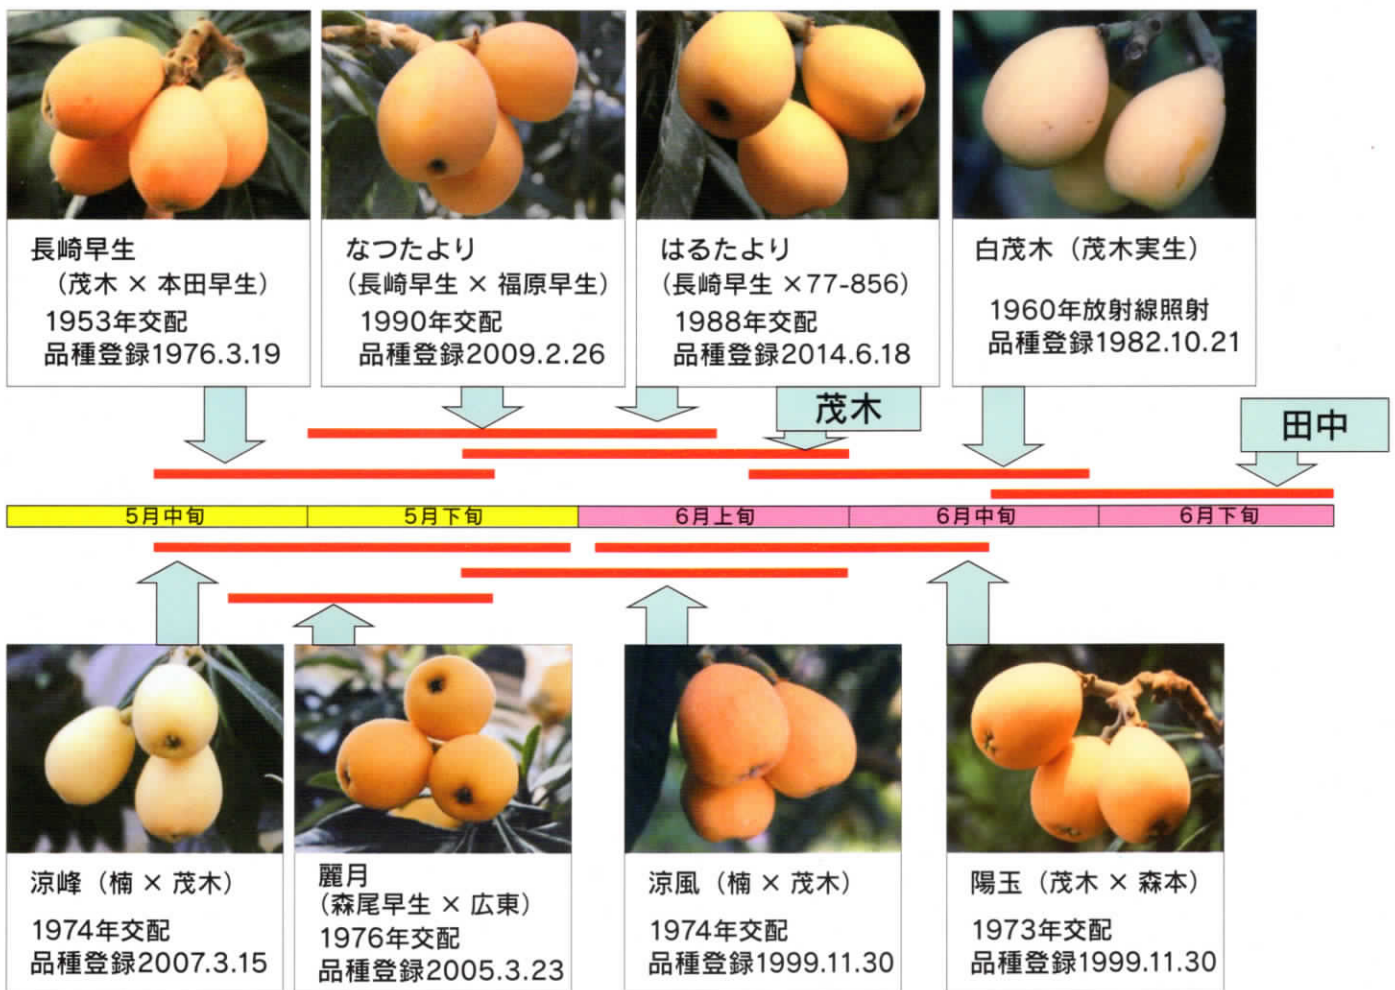 長崎早生
（茂木 × 本田早生）
1953年交配
品種登録1976.3.19
なつたより
（長崎早生 × 福原早生）
1990年交配
品種登録2009.2.26
はるたより
（長崎早生 ×77-856）
1988年交配
品種登録2014.6.18
白茂木（茂木実生）
1960年放射線照射
品種登録1982.10.21
茂木
田中
5月中旬
5月下旬
6月上旬
6月中旬
6月下旬
涼峰（楠 × 茂木）
1974年交配
品種登録2007.3.15
麗月
（森尾早生 × 広東）
1976年交配
品種登録2005.3.23
涼風（楠 × 茂木）
1974年交配
品種登録1999.11.30
陽玉（茂木 × 森本）
1973年交配
品種登録1999.11.30